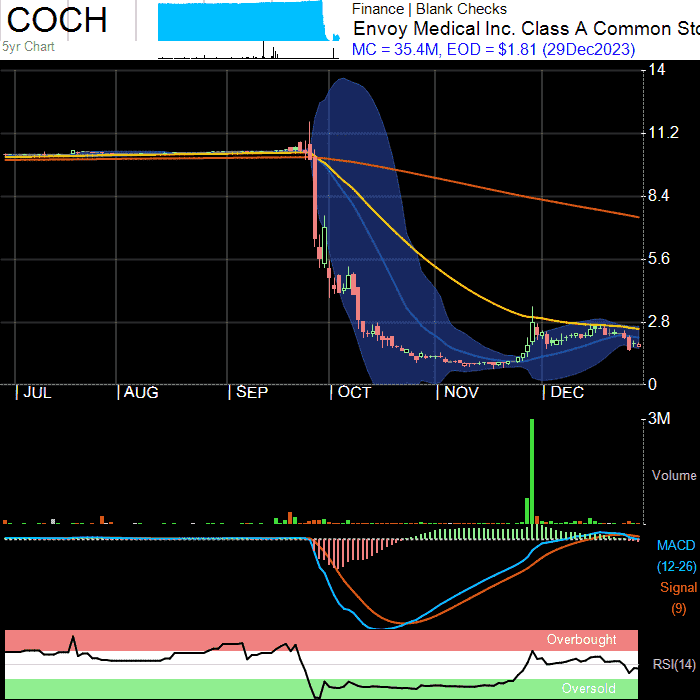 COCH
5yr Chart
Finance | Blank Checks
Envoy Medical Inc. Class A Common Sto
MC = 35.4M, EOD = $1.81 (29Dec2023)
14
11.2
8.4
5.6
2.8
0
JUL AUG SEP OCT NOV DEC
3M
Volume
MACD
(12-26)
Signal
(9)
Overbought
RSI(14)
Oversold